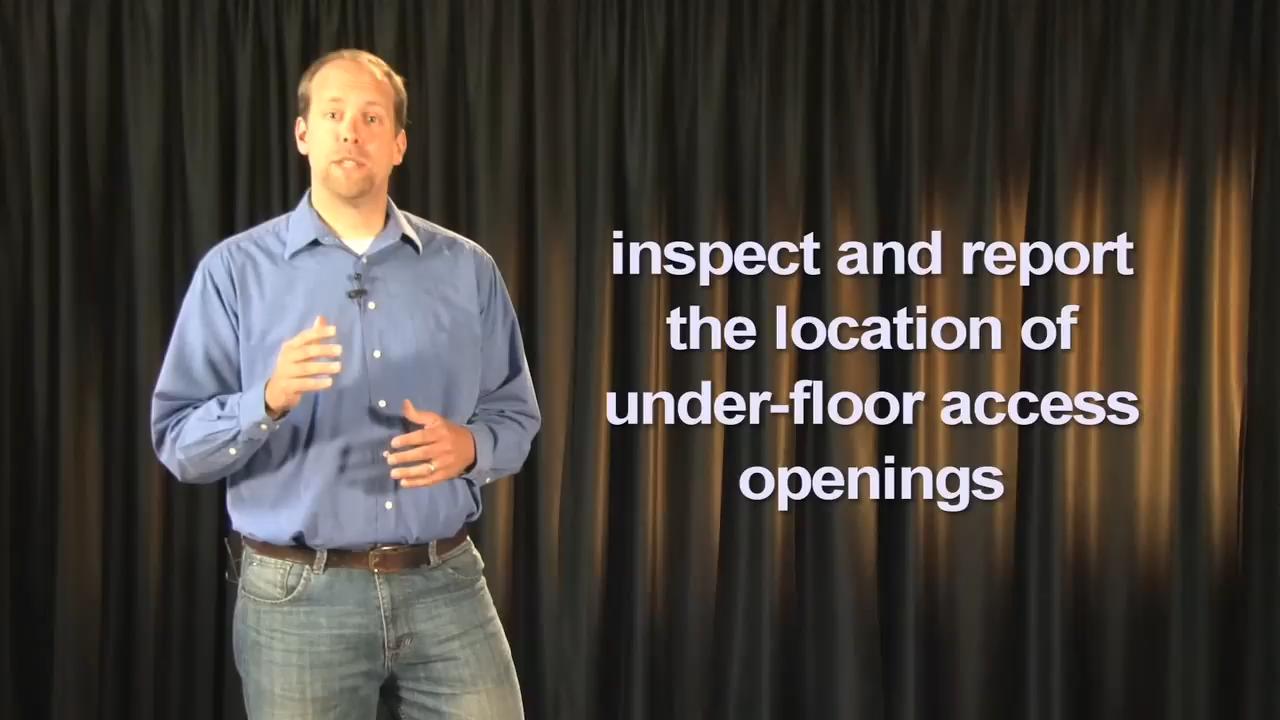 inspect and report
the location of
under-floor access
openings